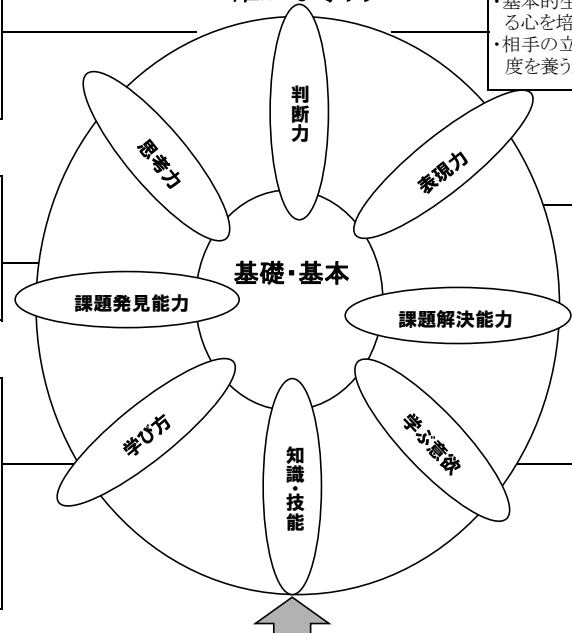 ・基本的生
る心を培
・相手の立
度を養う
判断力
思考力
表現力
基礎・基本
課題発見能力
課題解決能力
学び方
学ぶ意欲
知識・技能